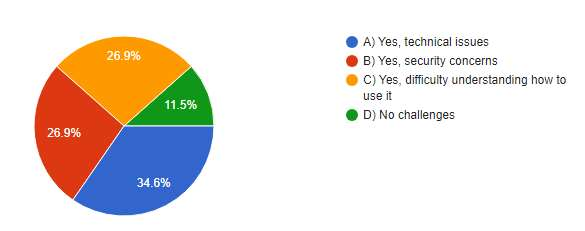 26.9%
11.5%
26.9%
34.6%
A) Yes, technical issues
B) Yes, security concerns
C) Yes, difficulty understanding how to
use it
D) No challenges